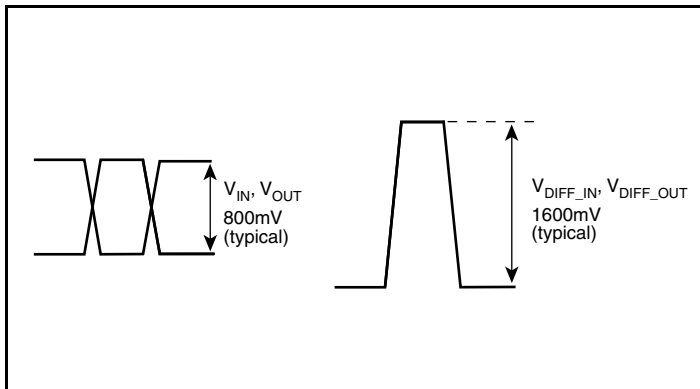 V_IN, V_OUT
800mV
(typical)
V_DIFF_IN, V_DIFF_OUT
1600mV
(typical)